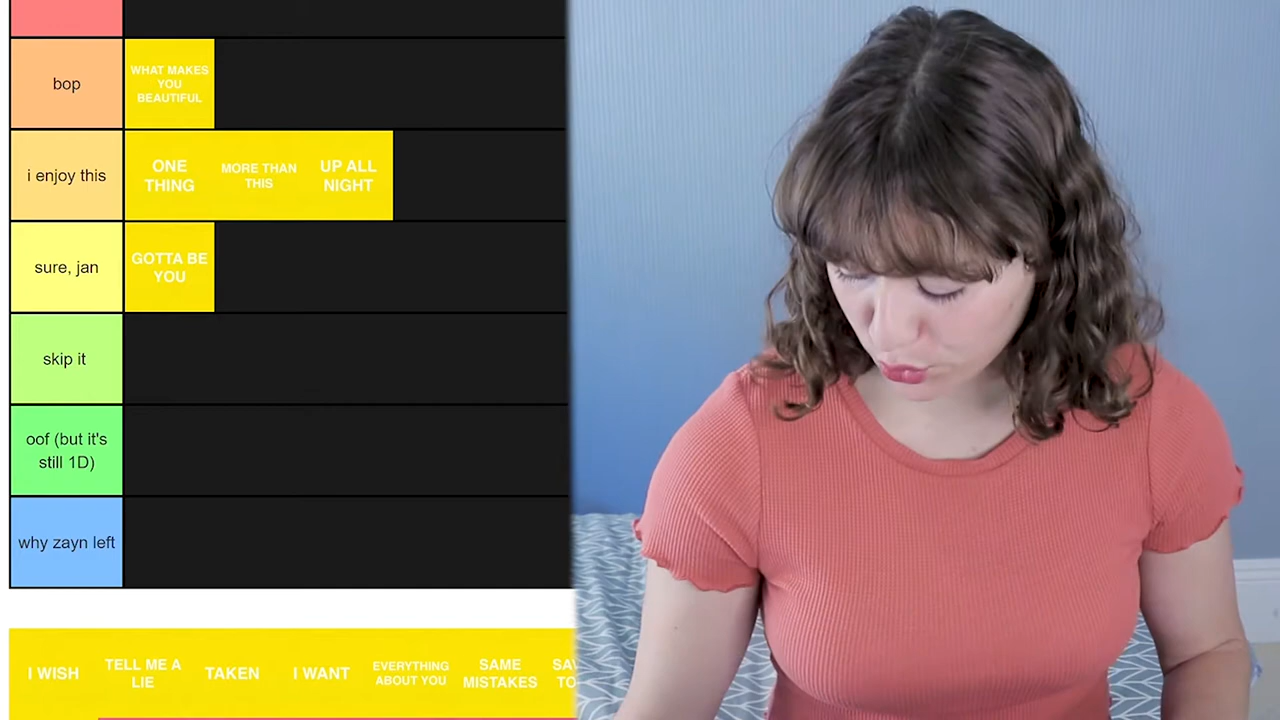 bop
WHAT MAKES
YOU
BEAUTIFUL
i enjoy this
ONE
THING
MORE THAN
THIS
UP ALL
NIGHT
sure, jan
GOTTA BE
YOU
skip it
oof (but it's
still 1D)
why zayn left
I WISH
TELL ME A
LIE
TAKEN
I WANT
EVERYTHING
ABOUT YOU
SAME
MISTAKES